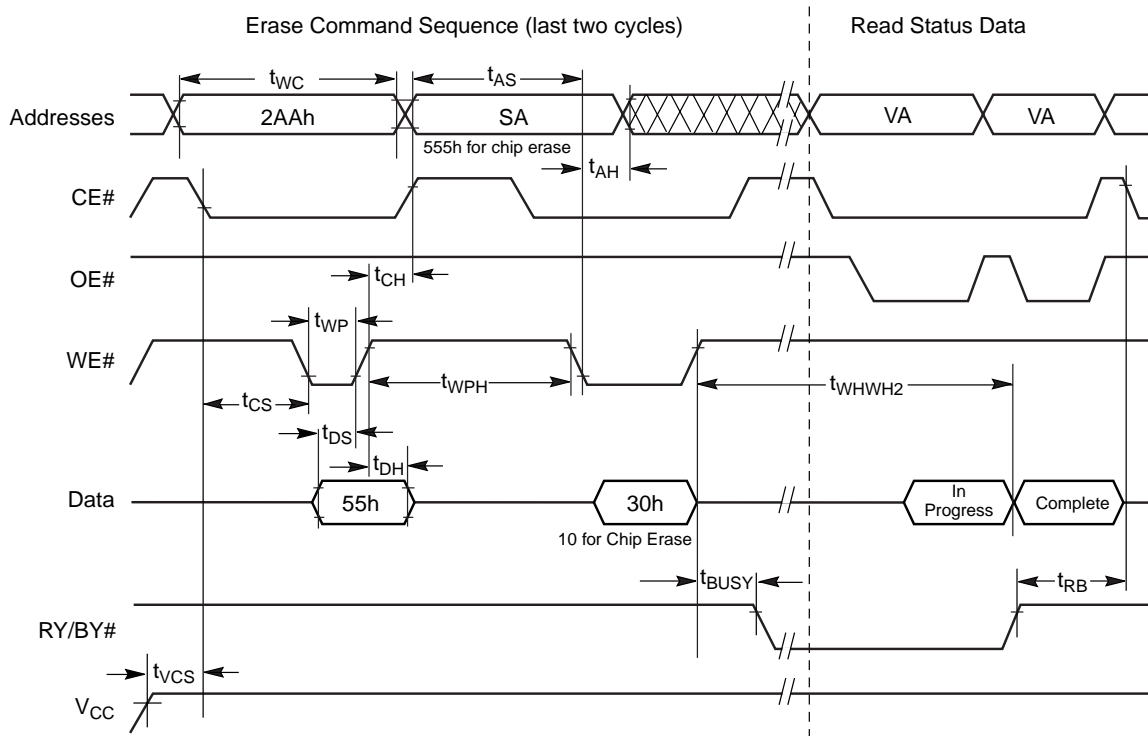 Erase Command Sequence (last two cycles)
Read Status Data
tWC
tAS
Addresses
2AAh
SA
VA
VA
555h for chip erase
tAH
CE#
OE#
tCH
tWP
WE#
tWPH
tWHWH2
tCS
tDS
tDH
Data
55h
30h
In
Progress
Complete
10 for Chip Erase
tBUSY
tRB
RY/BY#
tVCS
VCC